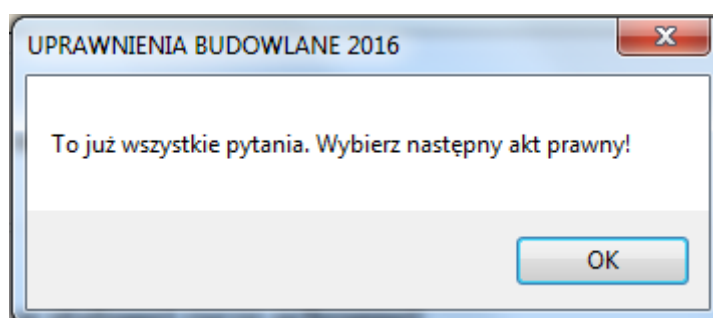 UPRAWNIENIA BUDOWLANE 2016
To już wszystkie pytania. Wybierz następny akt prawny!
OK